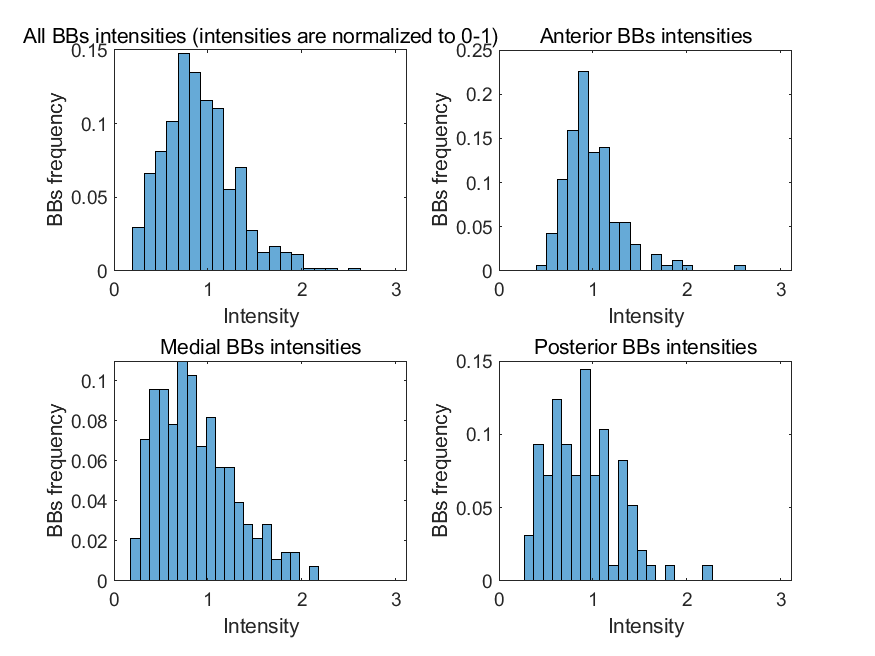 All BBs intensities (intensities are normalized to 0-1)
0.15
0.1
0.05
0
BBs frequency
0 1 2 3
Intensity
Anterior BBs intensities
0.25
0.2
0.15
0.1
0.05
0
BBs frequency
0 1 2 3
Intensity
Medial BBs intensities
0.1
0.08
0.06
0.04
0.02
0
BBs frequency
0 1 2 3
Intensity
Posterior BBs intensities
0.15
0.1
0.05
0
BBs frequency
0 1 2 3
Intensity